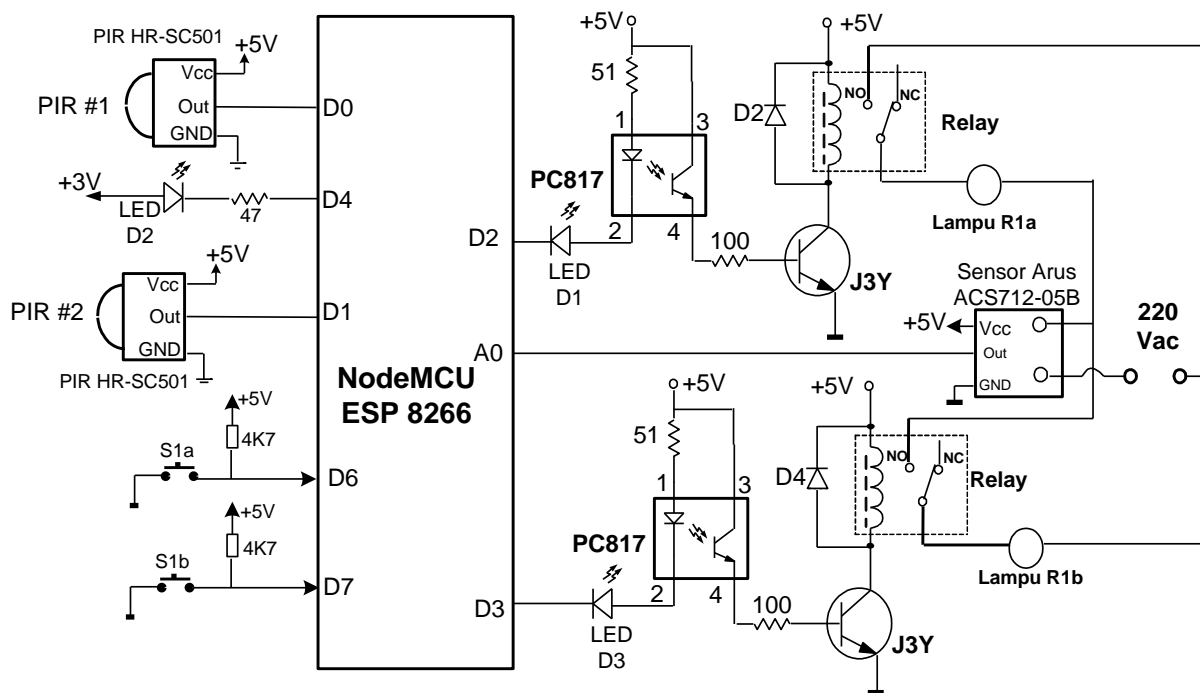 PIR HR-SC501
+5V
Vcc
PIR #1
Out
GND
D0
+3V
LED
D2
47
D4
+5V
Vcc
PIR #2
Out
GND
D1
PIR HR-SC501
NodeMCU
ESP 8266
+5V
4K7
S1a
D6
+5V
4K7
S1b
D7
D2
A0
D3
+5V
51
1
3
PC817
2
4
LED
D1
100
+5V
D2
NO
NC
Relay
J3Y
Lampu R1a
Sensor Arus
ACS712-05B
+5V
Vcc
Out
GND
220
Vac
+5V
51
1
3
PC817
2
4
LED
D3
100
+5V
D4
NO
NC
Relay
J3Y
Lampu R1b